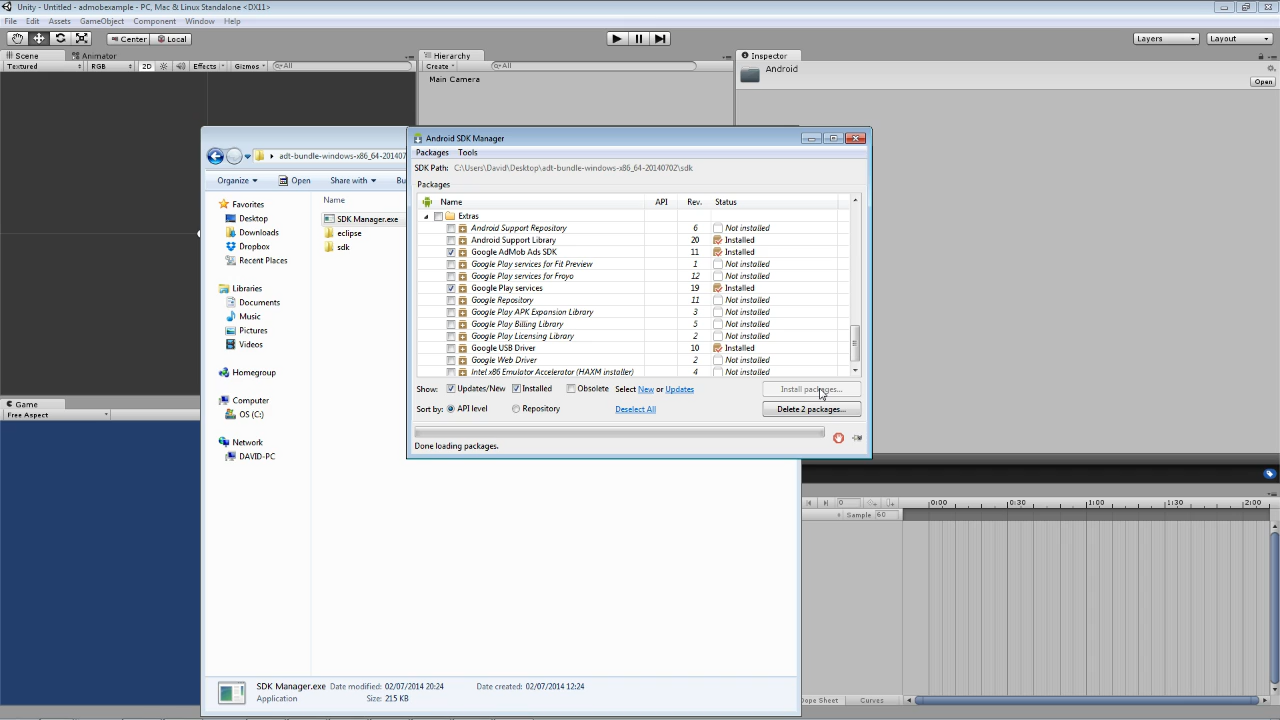 Unity - Untitled - admobexample - PC, Mac & Linux Standalone <DX11>
File Edit Assets GameObject Component Window Help
Center Local Layers Layout
Scene Animator Hierarchy Inspector
Textured RGB 2D Effects Gizmos All Create All Android
Main Camera Open
Android SDK Manager
adt-bundle-windows-x86_64-20140702 Packages Tools
SDK Path: C:\Users\David\Desktop\adt-bundle-windows-x86_64-20140702\sdk
Organize Open Share with Bu
Packages
Name
Name API Rev. Status
Favorites
Desktop
Downloads
Dropbox
Recent Places
Libraries
Documents
Music
Pictures
Videos
Homegroup
Computer
OS (C:)
Network
DAVID-PC
SDK Manager.exe
eclipse
sdk
Extras
Android Support Repository 6 Not installed
Android Support Library 20 Installed
Google AdMob Ads SDK 11 Installed
Google Play services for Fit Preview 1 Not installed
Google Play services for Froyo 12 Not installed
Google Play services 19 Installed
Google Repository 11 Not installed
Google Play APK Expansion Library 3 Not installed
Google Play Billing Library 5 Not installed
Google Play Licensing Library 2 Not installed
Google USB Driver 10 Installed
Google Web Driver 2 Not installed
Intel x86 Emulator Accelerator (HAXM installer) 4 Not installed
Show: Updates/New Installed Obsolete Select New or Updates Install packages...
Sort by: API level Repository Deselect All Delete 2 packages...
Done loading packages.
Game
Free Aspect
0 0:00 0:30 1:00 1:30 2:00
Sample 60
SDK Manager.exe Date modified: 02/07/2014 20:24 Date created: 02/07/2014 12:24
Application Size: 215 KB
Dope Sheet Curves